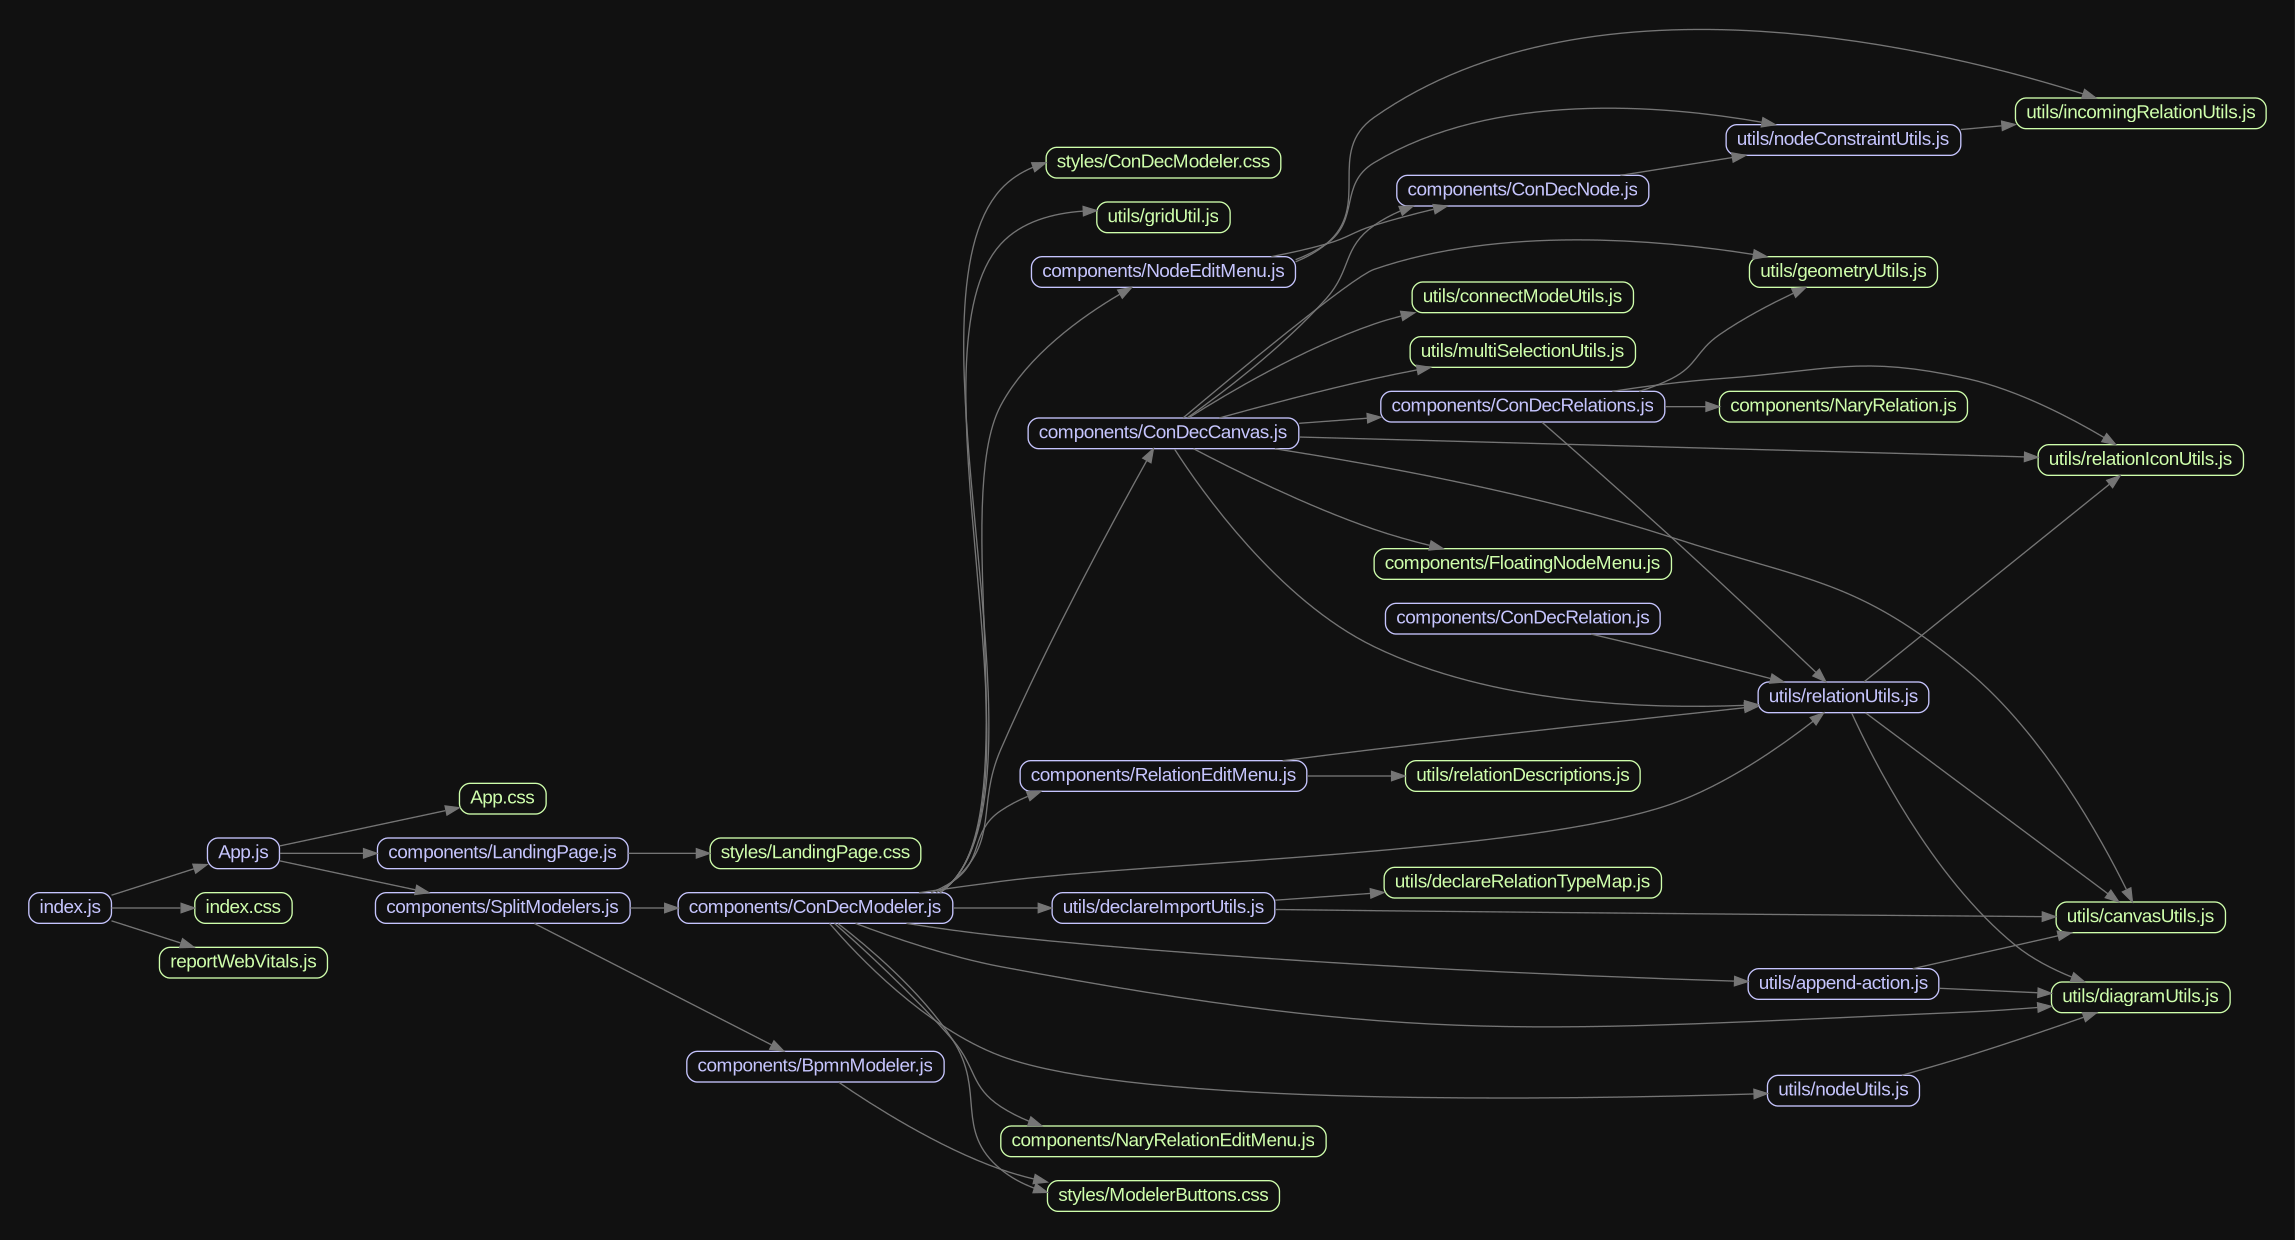 utils/incomingRelationUtils.js
utils/nodeConstraintUtils.js
styles/ConDecModeler.css
components/ConDecNode.js
utils/gridUtil.js
components/NodeEditMenu.js
utils/geometryUtils.js
utils/connectModeUtils.js
utils/multiSelectionUtils.js
components/ConDecRelations.js
components/NaryRelation.js
components/ConDecCanvas.js
utils/relationIconUtils.js
components/FloatingNodeMenu.js
components/ConDecRelation.js
utils/relationUtils.js
components/RelationEditMenu.js
utils/relationDescriptions.js
App.css
App.js
components/LandingPage.js
styles/LandingPage.css
utils/declareRelationTypeMap.js
index.js
index.css
components/SplitModelers.js
components/ConDecModeler.js
utils/declareImportUtils.js
utils/canvasUtils.js
reportWebVitals.js
utils/append-action.js
utils/diagramUtils.js
components/BpmnModeler.js
utils/nodeUtils.js
components/NaryRelationEditMenu.js
styles/ModelerButtons.css